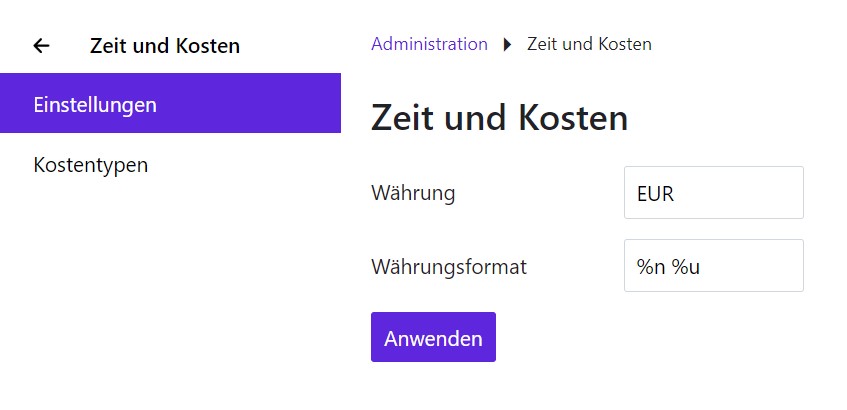 Zeit und Kosten
Einstellungen
Kostentypen
Administration Zeit und Kosten
Zeit und Kosten
Währung EUR
Währungsformat %n %u
Anwenden